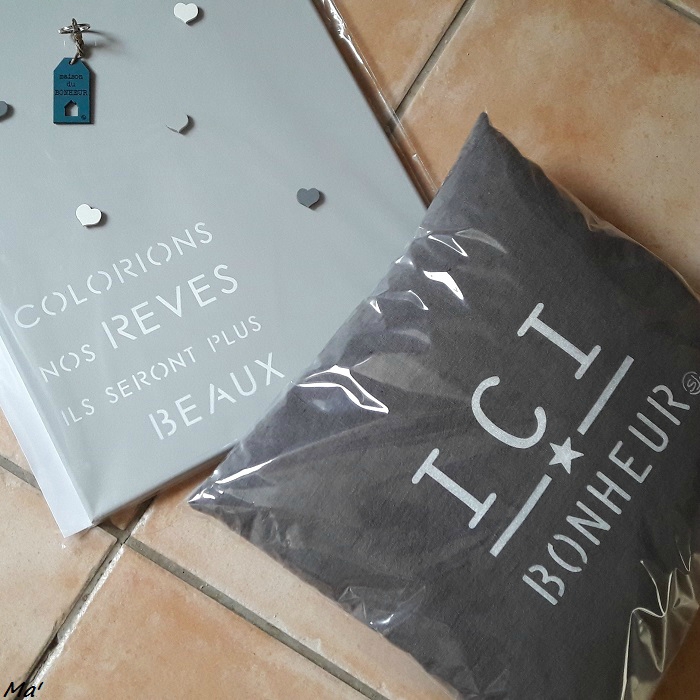 maison
du
BONHEUR
COLORIONS
NOS REVES
ILS SERONT PLUS
BEAUX
ICI
BONHEUR
Ma'